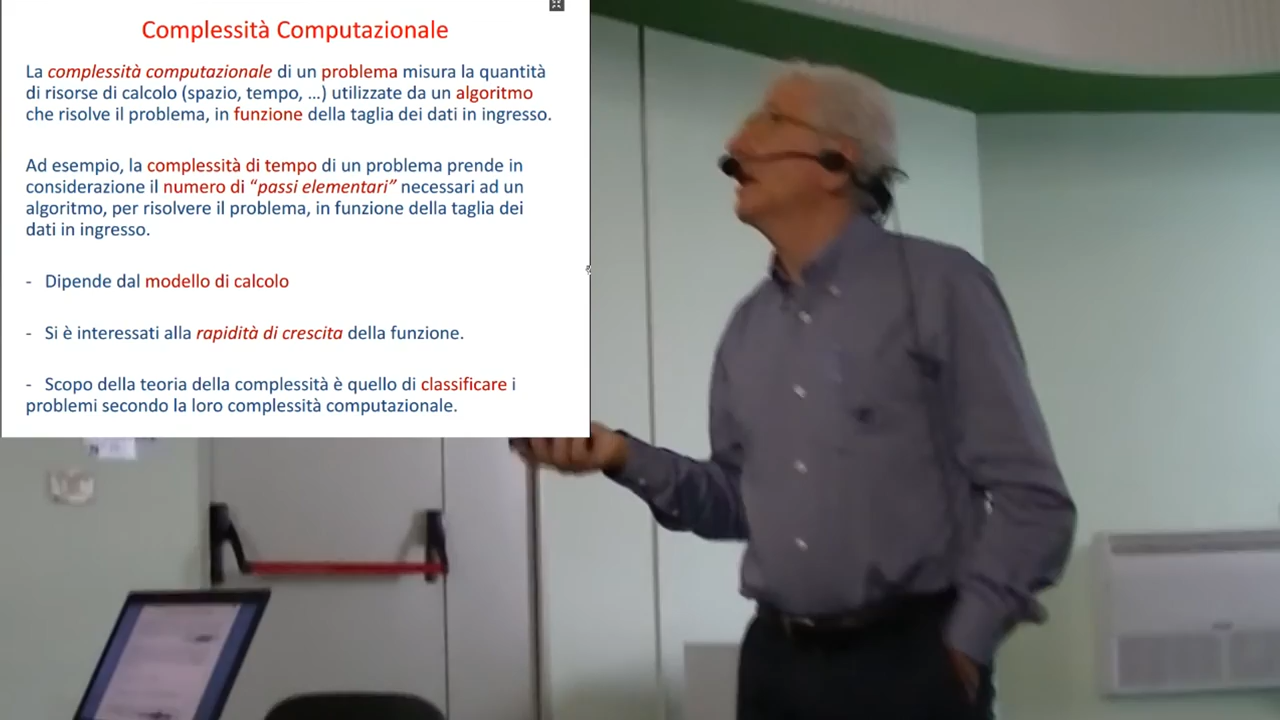 Complessità Computazionale
La complessità computazionale di un problema misura la quantità
di risorse di calcolo (spazio, tempo, …) utilizzate da un algoritmo
che risolve il problema, in funzione della taglia dei dati in ingresso.
Ad esempio, la complessità di tempo di un problema prende in
considerazione il numero di “passi elementari” necessari ad un
algoritmo, per risolvere il problema, in funzione della taglia dei
dati in ingresso.
- Dipende dal modello di calcolo
- Si è interessati alla rapidità di crescita della funzione.
- Scopo della teoria della complessità è quello di classificare i
problemi secondo la loro complessità computazionale.